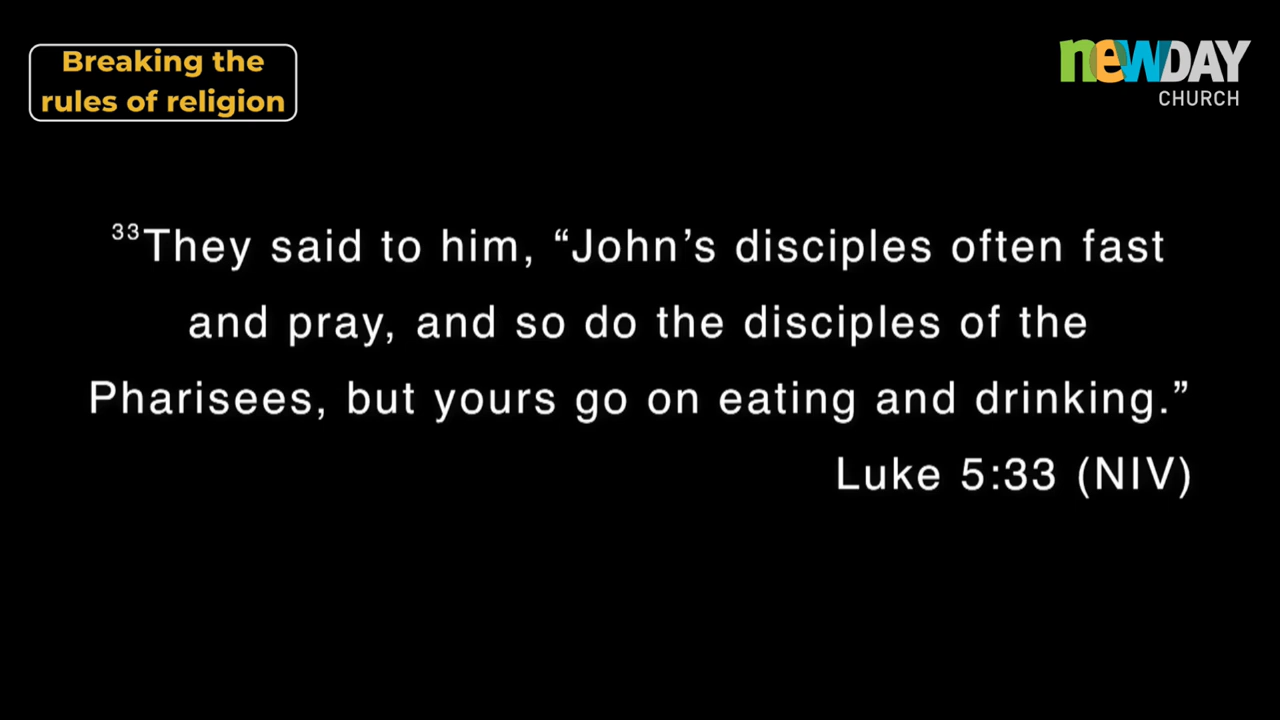 Breaking the
rules of religion
newDAY
CHURCH
³³They said to him, “John’s disciples often fast
and pray, and so do the disciples of the
Pharisees, but yours go on eating and drinking.”
Luke 5:33 (NIV)